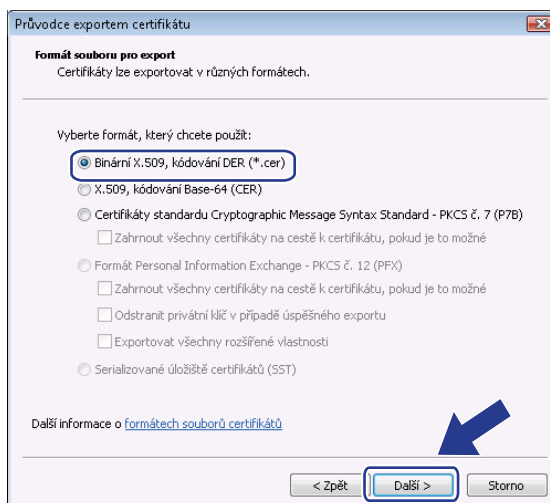 Průvodce exportem certifikátu
Formát souboru pro export
Certifikáty lze exportovat v různých formátech.
Vyberte formát, který chcete použít:
Binární X.509, kódování DER (*.cer)
X.509, kódování Base-64 (CER)
Certifikáty standardu Cryptographic Message Syntax Standard - PKCS č. 7 (P7B)
Zahrnout všechny certifikáty na cestě k certifikátu, pokud je to možné
Formát Personal Information Exchange - PKCS č. 12 (PFX)
Zahrnout všechny certifikáty na cestě k certifikátu, pokud je to možné
Odstranit privátní klíč v případě úspěšného exportu
Exportovat všechny rozšířené vlastnosti
Serializované úložiště certifikátů (SST)
Další informace o formátech souborů certifikátů
< Zpět Další > Storno